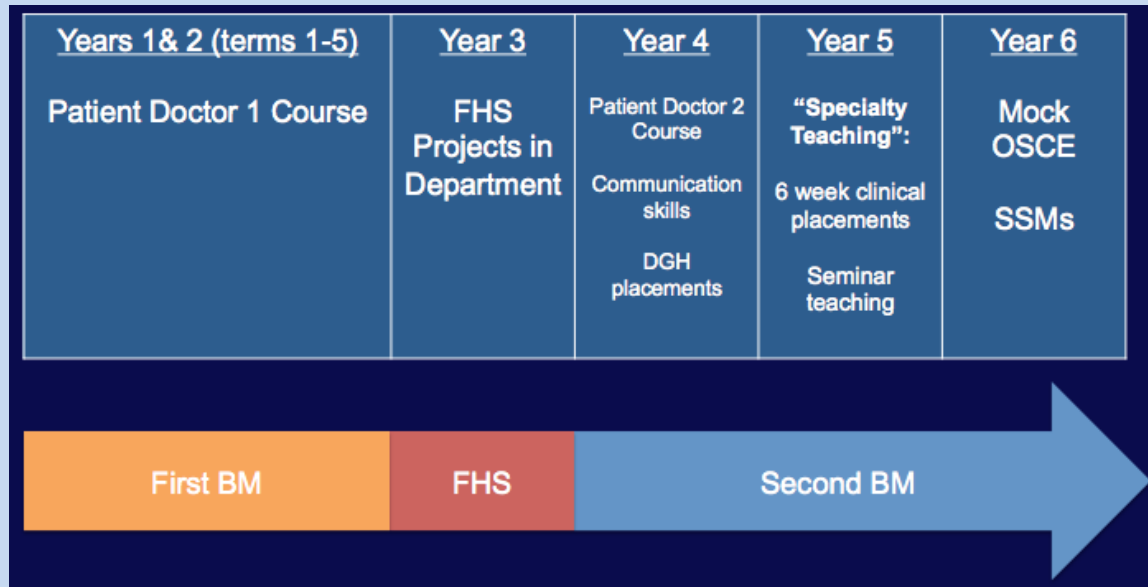 Years 1& 2 (terms 1-5)
Patient Doctor 1 Course
Year 3
FHS
Projects in
Department
Year 4
Patient Doctor 2
Course
Communication
skills
DGH
placements
Year 5
“Specialty
Teaching”:
6 week clinical
placements
Seminar
teaching
Year 6
Mock
OSCE
SSMs
First BM
FHS
Second BM